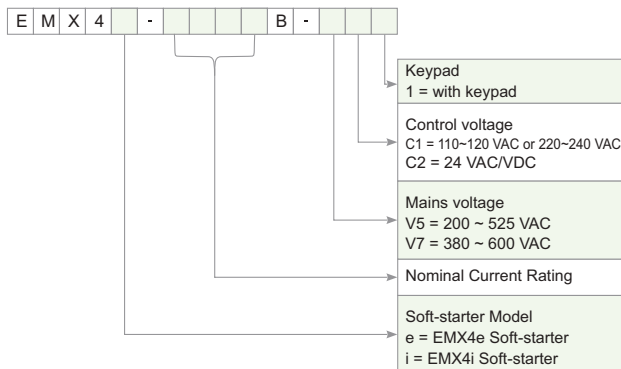 E M X 4 - B -
Keypad
1 = with keypad
Control voltage
C1 = 110~120 VAC or 220~240 VAC
C2 = 24 VAC/VDC
Mains voltage
V5 = 200 ~ 525 VAC
V7 = 380 ~ 600 VAC
Nominal Current Rating
Soft-starter Model
e = EMX4e Soft-starter
i = EMX4i Soft-starter